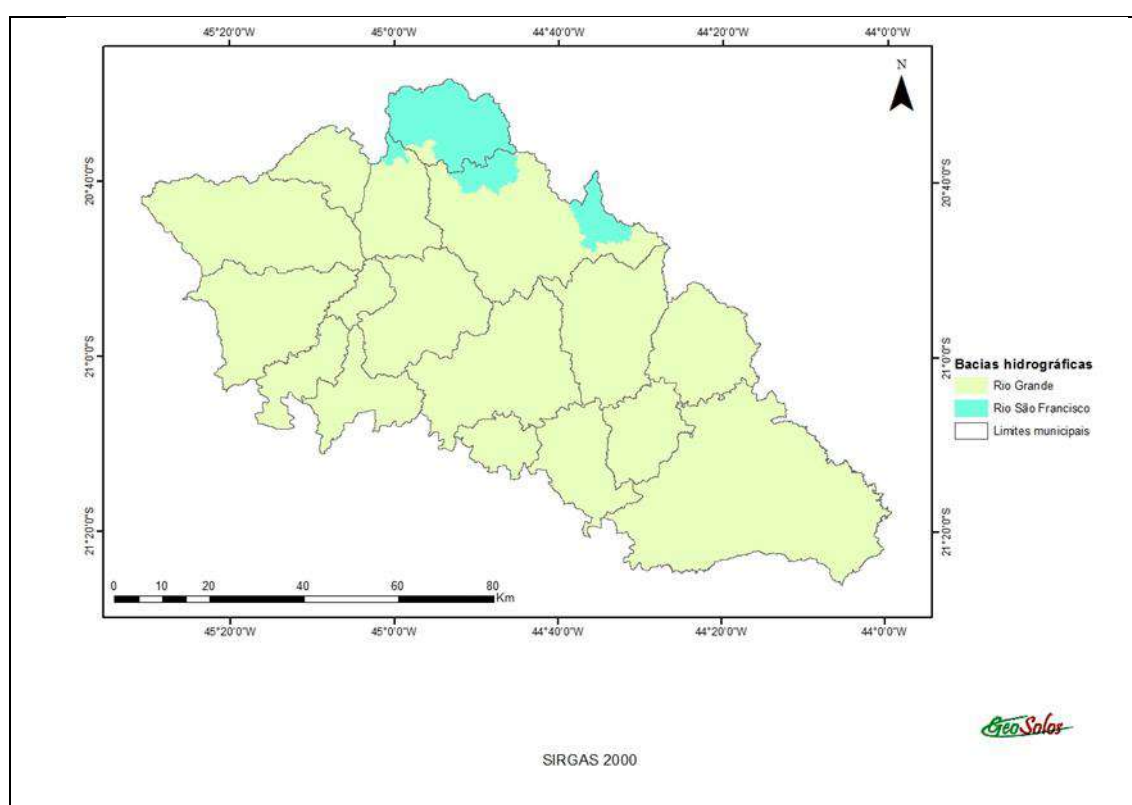 45°20'0"W 45°0'0"W 44°40'0"W 44°20'0"W 44°0'0"W
N
20°40'0"S 20°40'0"S
21°0'0"S 21°0'0"S
Bacias hidrográficas
Rio Grande
Rio São Francisco
Limites municipais
21°20'0"S 21°20'0"S
0 10 20 40 60 80
Km
45°20'0"W 45°0'0"W 44°40'0"W 44°20'0"W 44°0'0"W
GeoSolos
SIRGAS 2000